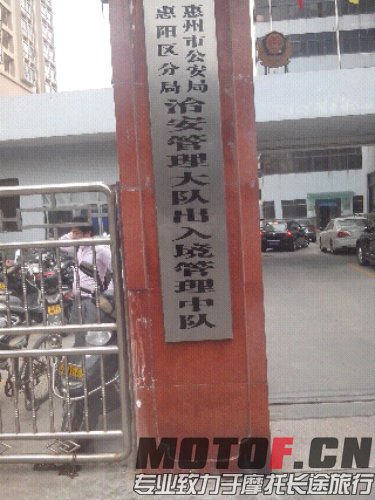 惠州市公安局
惠阳区分局
治安管理大队出入境管理中队
MOTOF.CN
专业致力于摩托长途旅行